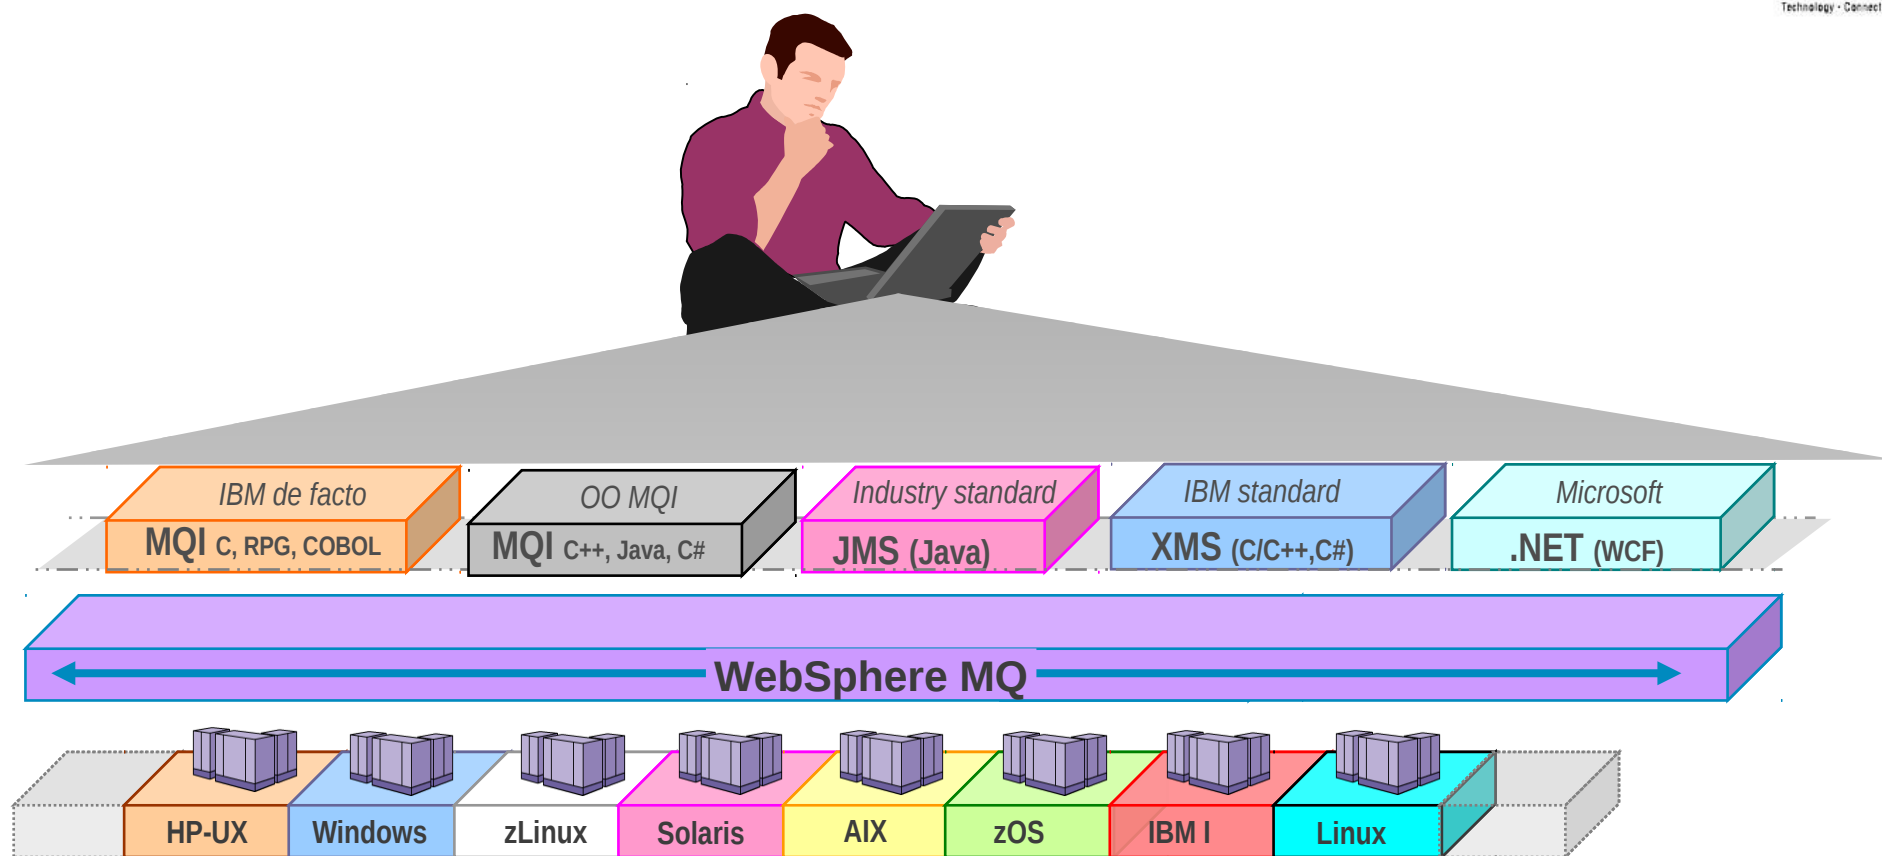 Technology · Connect
IBM de facto
MQI C, RPG, COBOL
OO MQI
MQI C++, Java, C#
Industry standard
JMS (Java)
IBM standard
XMS (C/C++,C#)
Microsoft
.NET (WCF)
WebSphere MQ
HP-UX
Windows
zLinux
Solaris
AIX
zOS
IBM I
Linux